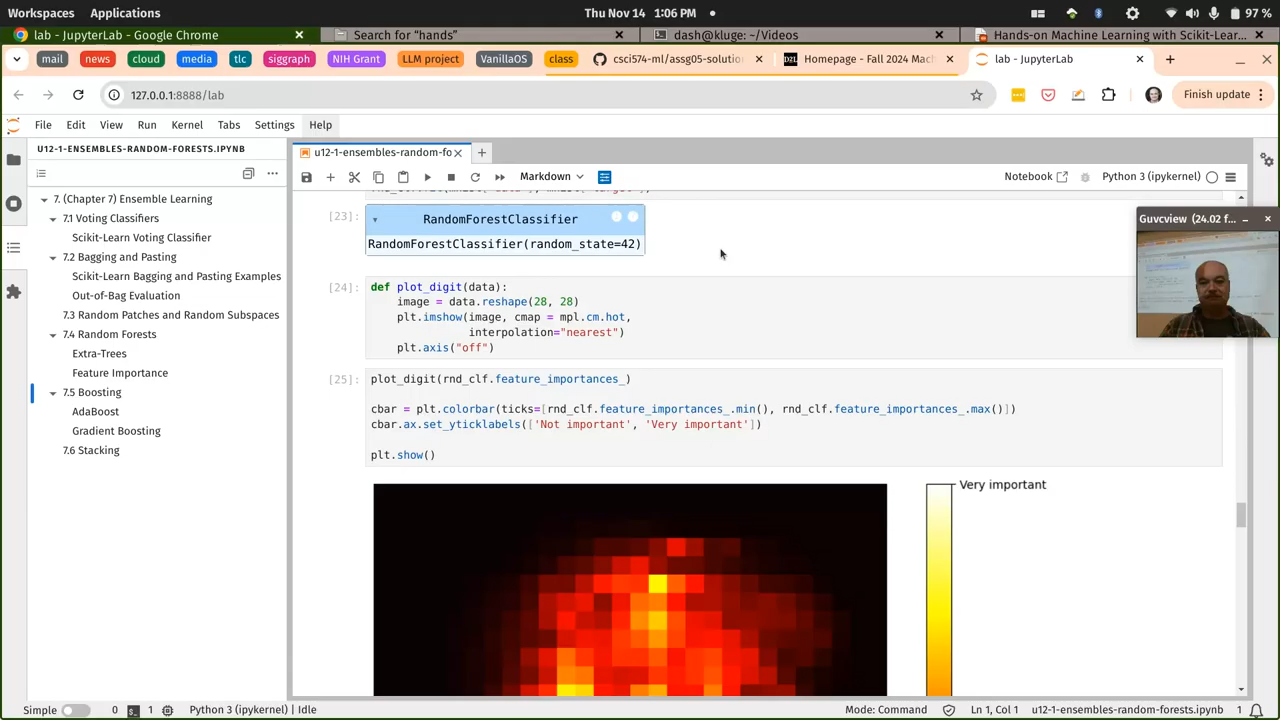 Workspaces Applications Thu Nov 14 1:06 PM 97 %
lab - JupyterLab - Google Chrome Search for “hands” dash@kluge: ~/Videos Hands-on Machine Learning with Scikit-Lear...
mail news cloud media tlc siggraph NIH Grant LLM project VanillaOS class csci574-ml/assg05-solutio Homepage - Fall 2024 Mac lab - JupyterLab
127.0.0.1:8888/lab Finish update
File Edit View Run Kernel Tabs Settings Help
U12-1-ENSEMBLES-RANDOM-FORESTS.IPYNB
7. (Chapter 7) Ensemble Learning
7.1 Voting Classifiers
Scikit-Learn Voting Classifier
7.2 Bagging and Pasting
Scikit-Learn Bagging and Pasting Examples
Out-of-Bag Evaluation
7.3 Random Patches and Random Subspaces
7.4 Random Forests
Extra-Trees
Feature Importance
7.5 Boosting
AdaBoost
Gradient Boosting
7.6 Stacking
u12-1-ensembles-random-fo
Markdown Notebook Python 3 (ipykernel)
[23]: RandomForestClassifier
RandomForestClassifier(random_state=42)
Guvcview (24.02 f...
[24]: def plot_digit(data):
image = data.reshape(28, 28)
plt.imshow(image, cmap = mpl.cm.hot,
interpolation="nearest")
plt.axis("off")
[25]: plot_digit(rnd_clf.feature_importances_)
cbar = plt.colorbar(ticks=[rnd_clf.feature_importances_.min(), rnd_clf.feature_importances_.max()])
cbar.ax.set_yticklabels(['Not important', 'Very important'])
plt.show()
Very important
Simple 0 1 Python 3 (ipykernel) | Idle Mode: Command Ln 1, Col 1 u12-1-ensembles-random-forests.ipynb 1